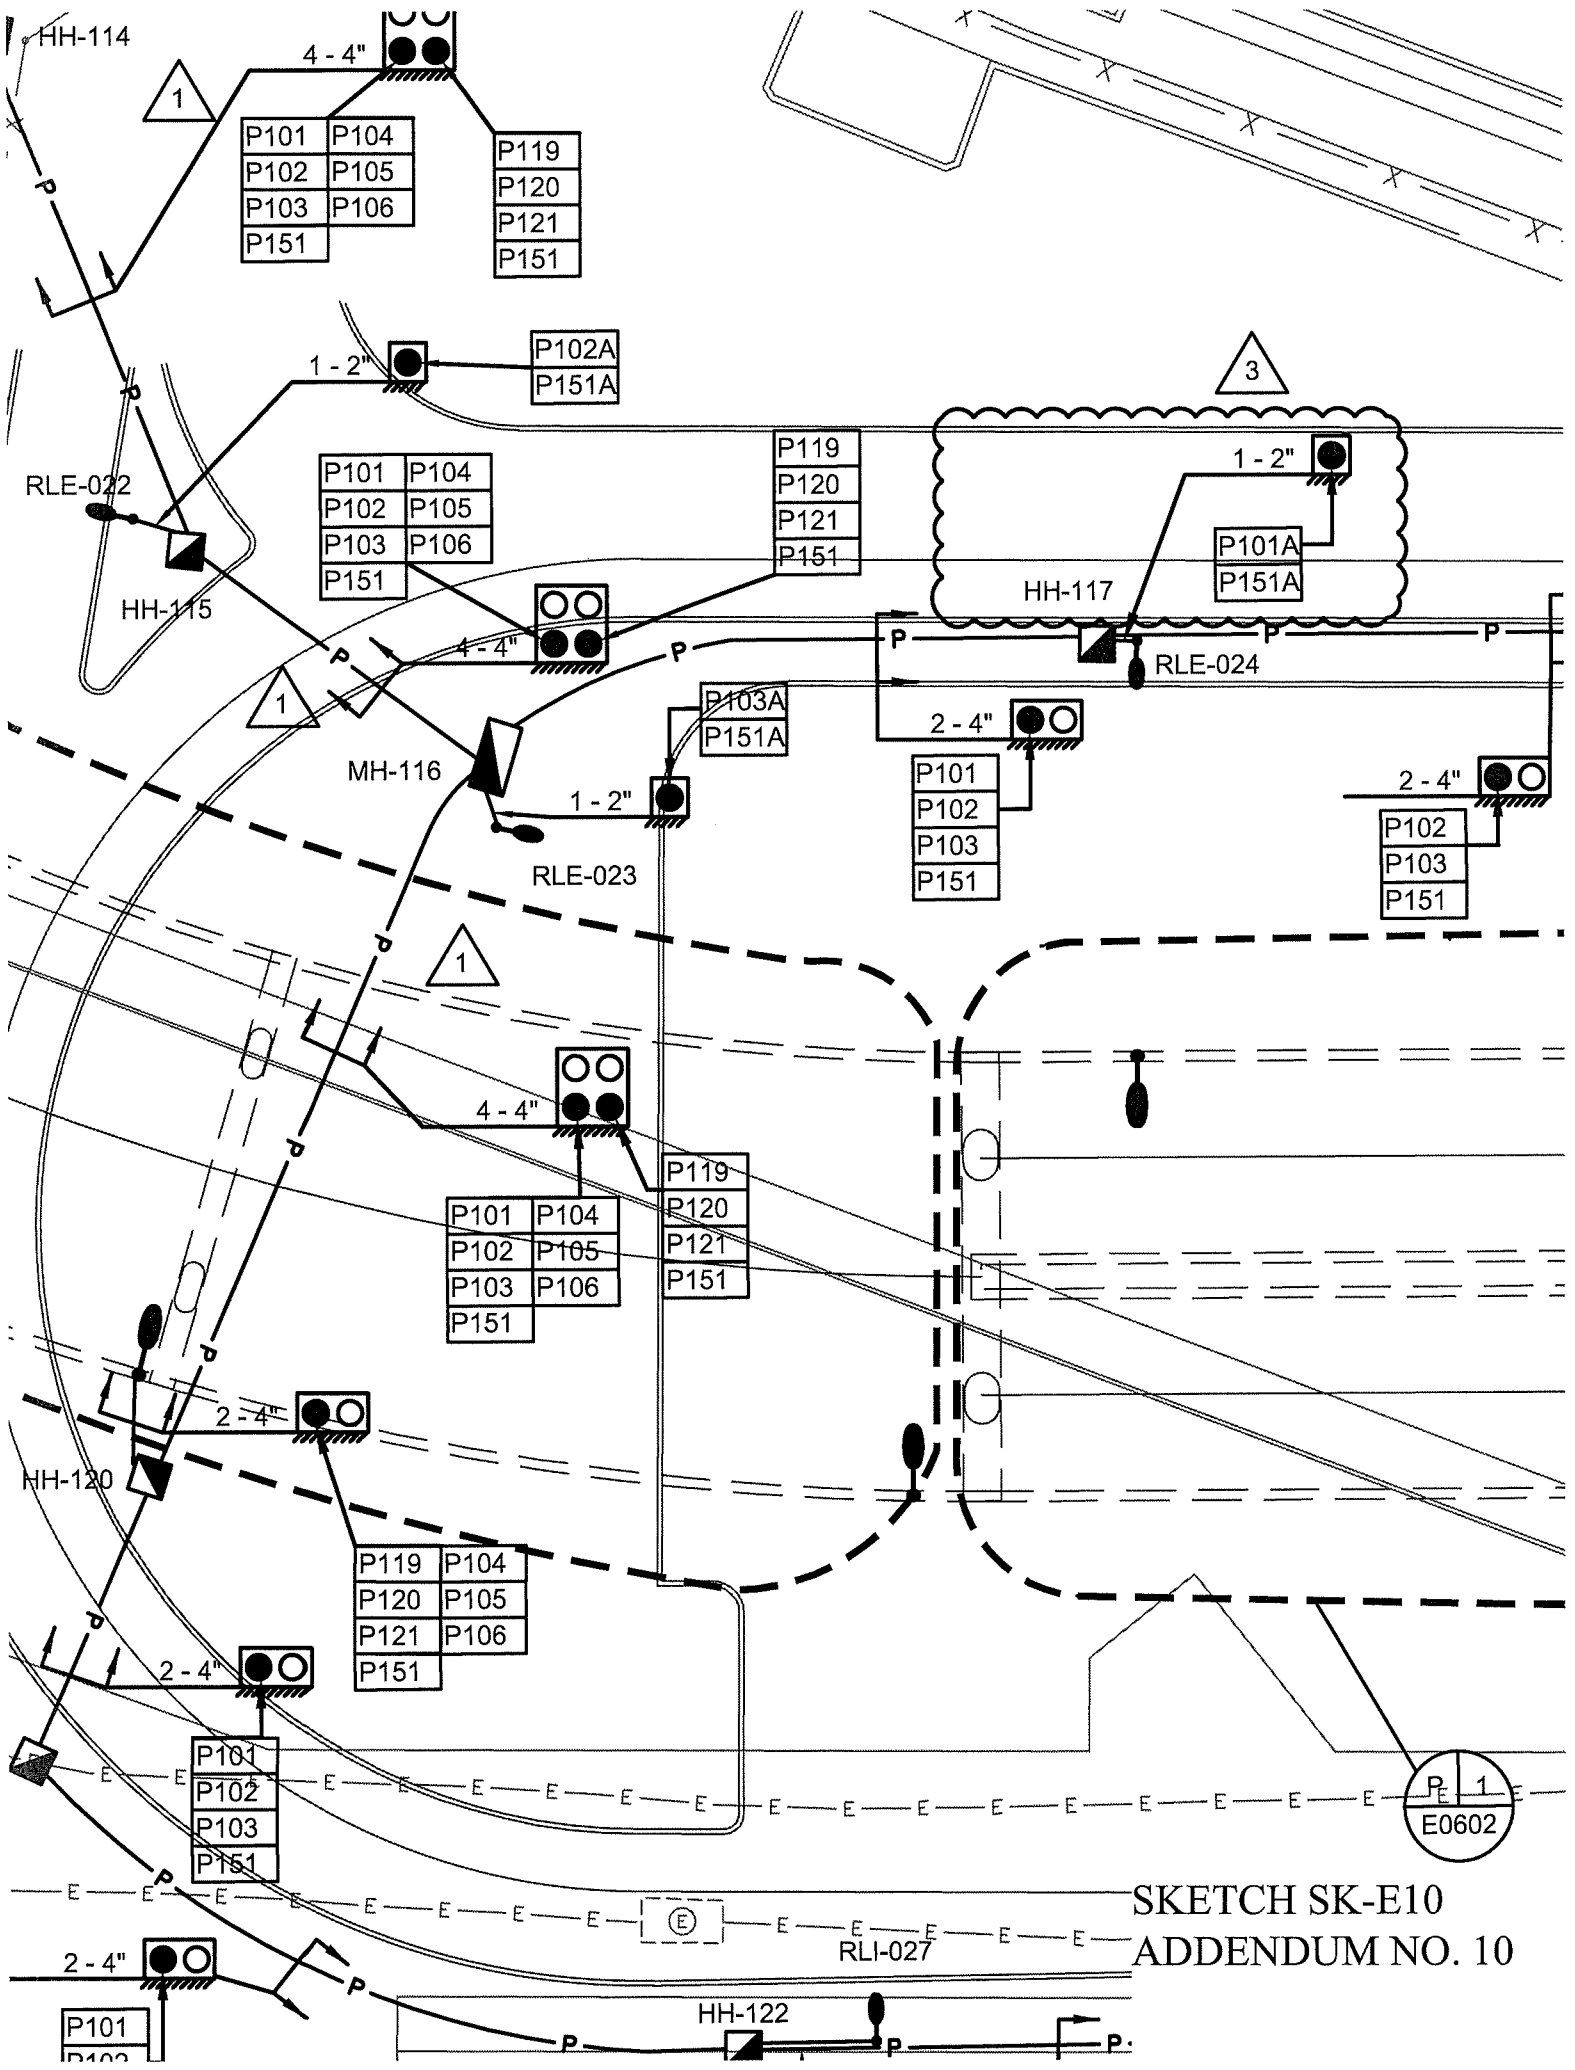 HH-114
4 - 4"
1
P101 P104
P102 P105
P103 P106
P151
P119
P120
P121
P151
P
P
1 - 2"
P102A
P151A
3
RLE-022
P101 P104
P102 P105
P103 P106
P151
P119
P120
P121
P151
1 - 2"
P101A
P151A
HH-115
HH-117
4 - 4"
P
P
P
P
P
RLE-024
1
P103A
P151A
2 - 4"
MH-116
1 - 2"
P101
P102
P103
P151
2 - 4"
P102
P103
P151
RLE-023
P
1
4 - 4"
P
P119
P120
P121
P151
P101 P104
P102 P105
P103 P106
P151
P
2 - 4"
HH-120
P119 P104
P120 P105
P121 P106
P151
P
2 - 4"
P101
P102
P103
P151
E E E E E E E E E E E E E E E E E E E E
P 1
E0602
P
E E E E E E E E E E E E E E
E
RLI-027
SKETCH SK-E10
ADDENDUM NO. 10
2 - 4"
P
P101
P102
HH-122
P
P
P
X X X X X